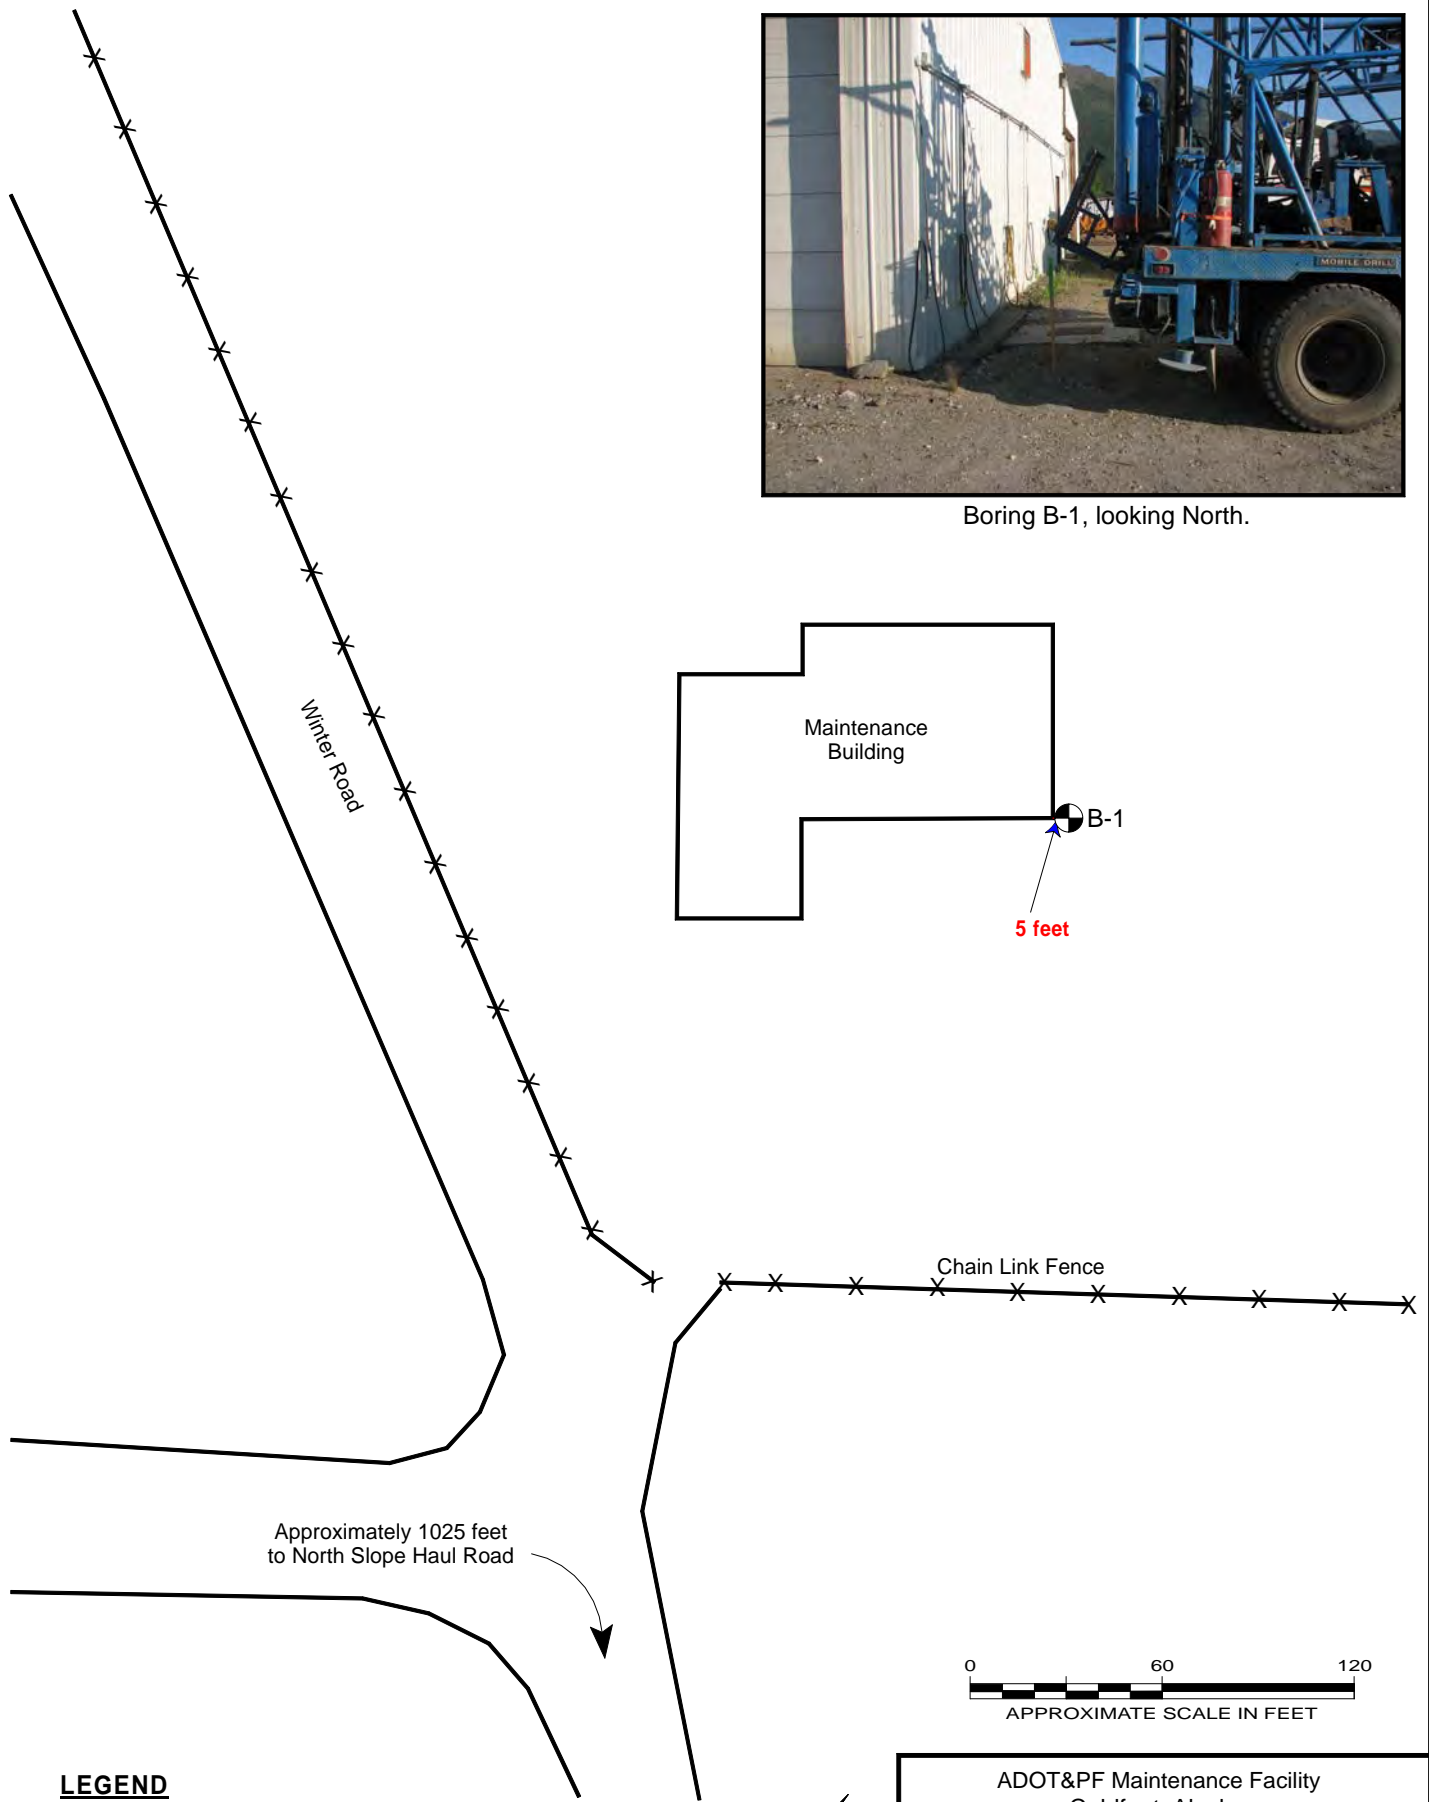 MOBILE DRILL
Boring B-1, looking North.
Maintenance
Building
B-1
5 feet
Winter Road
Chain Link Fence
Approximately 1025 feet
to North Slope Haul Road
0 60 120
APPROXIMATE SCALE IN FEET
LEGEND
ADOT&PF Maintenance Facility